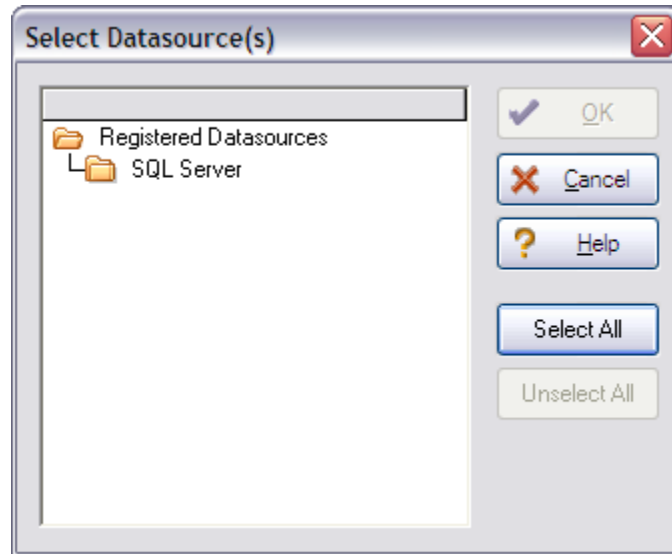 Select Datasource(s)
Registered Datasources
SQL Server
OK
Cancel
Help
Select All
Unselect All